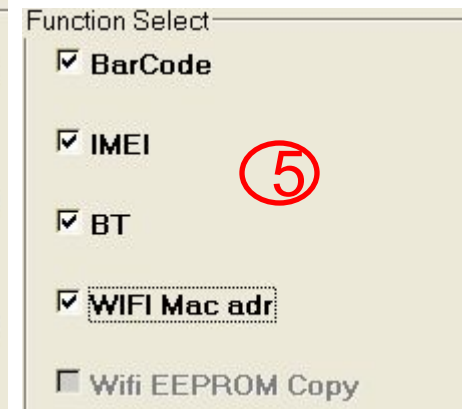 Function Select
BarCode
IMEI
5
BT
WIFI Mac adr
Wifi EEPROM Copy